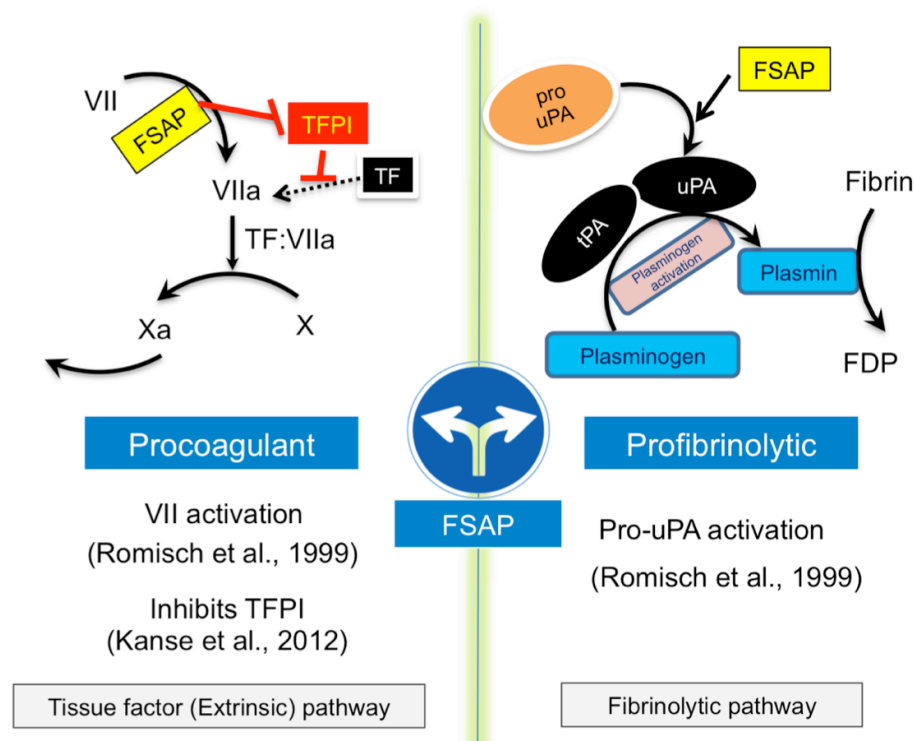 VII
FSAP
TFPI
TF
VIIa
TF:VIIa
Xa
X
Procoagulant
VII activation
(Romisch et al., 1999)
Inhibits TFPI
(Kanse et al., 2012)
Tissue factor (Extrinsic) pathway
FSAP
pro
uPA
FSAP
uPA
tPA
Fibrin
Plasminogen
activation
Plasmin
Plasminogen
FDP
Profibrinolytic
Pro-uPA activation
(Romisch et al., 1999)
Fibrinolytic pathway